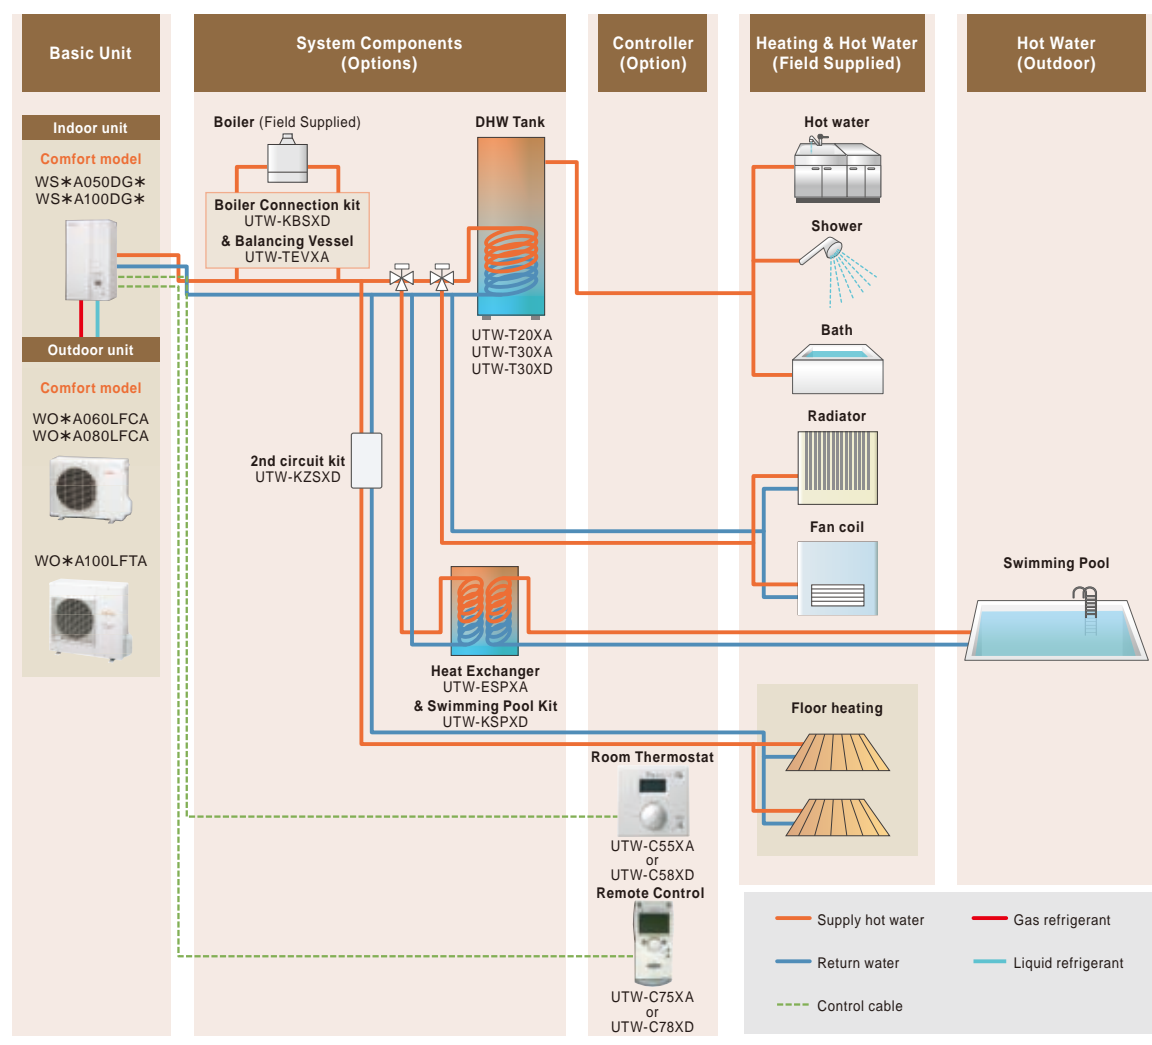 Basic Unit
System Components
(Options)
Controller
(Option)
Heating & Hot Water
(Field Supplied)
Hot Water
(Outdoor)
Indoor unit
Comfort model
WS∗A050DG∗
WS∗A100DG∗
Outdoor unit
Comfort model
WO∗A060LFCA
WO∗A080LFCA
WO∗A100LFTA
Boiler (Field Supplied)
Boiler Connection kit
UTW-KBSXD
& Balancing Vessel
UTW-TEVXA
DHW Tank
UTW-T20XA
UTW-T30XA
UTW-T30XD
2nd circuit kit
UTW-KZSXD
Heat Exchanger
UTW-ESPXA
& Swimming Pool Kit
UTW-KSPXD
Room Thermostat
UTW-C55XA
or
UTW-C58XD
Remote Control
UTW-C75XA
or
UTW-C78XD
Hot water
Shower
Bath
Radiator
Fan coil
Floor heating
Swimming Pool
Supply hot water
Return water
Control cable
Gas refrigerant
Liquid refrigerant